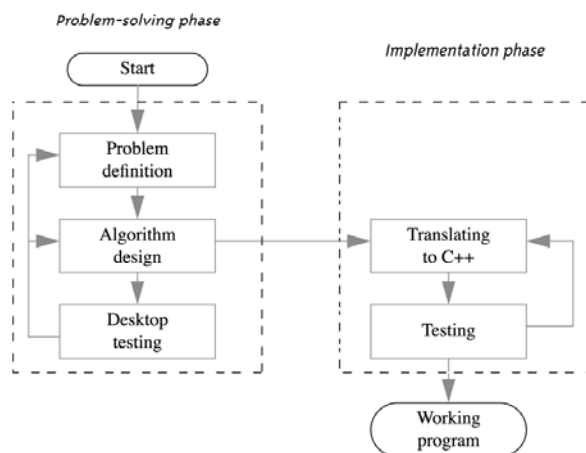 Problem-solving phase
Implementation phase
Start
Problem
definition
Algorithm
design
Desktop
testing
Translating
to C++
Testing
Working
program